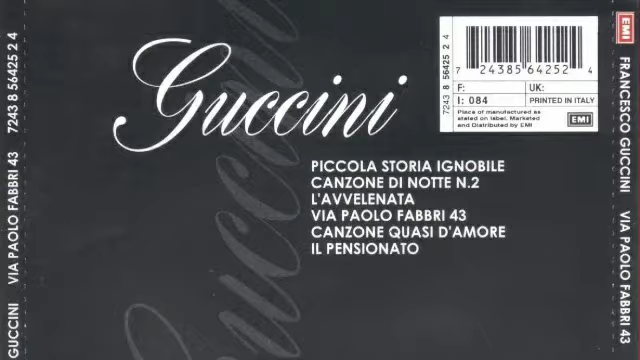 Guccini
PICCOLA STORIA IGNOBILE
CANZONE DI NOTTE N.2
L'AVVELENATA
VIA PAOLO FABBRI 43
CANZONE QUASI D'AMORE
IL PENSIONATO
7243 8 56425 2 4
7 24385 64252 4
F: UK:
I: 084 PRINTED IN ITALY
Place of manufactured as
stated on label, Marketed
and Distributed by EMI
EMI
GUCCINI VIA PAOLO FABBRI 43 7243 8 56425 2 4
EMI FRANCESCO GUCCINI VIA PAOLO FABBRI 43
Guccini